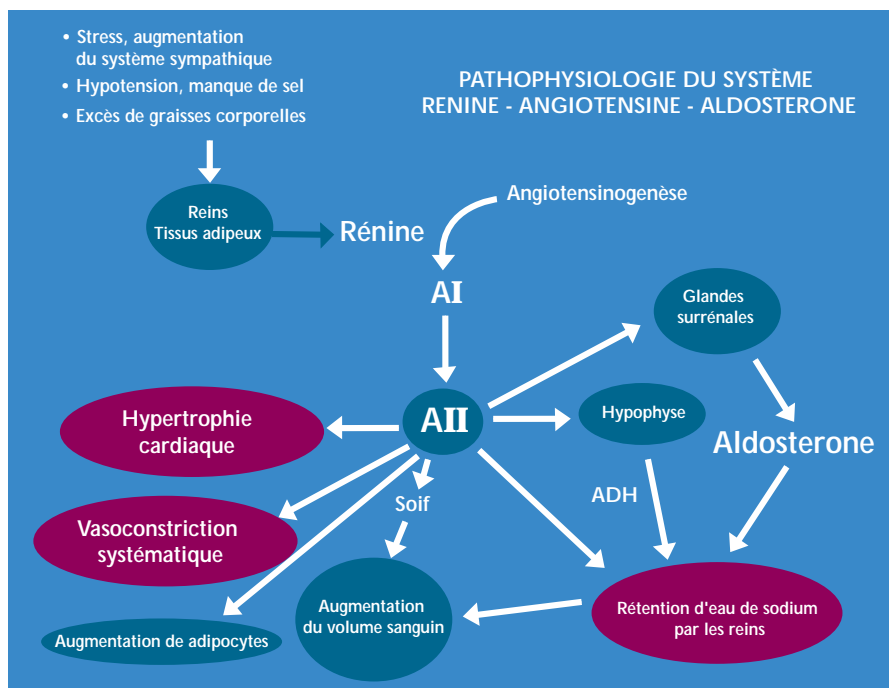 • Stress, augmentation
du système sympathique
• Hypotension, manque de sel
• Excès de graisses corporelles
PATHOPHYSIOLOGIE DU SYSTÈME
RENINE - ANGIOTENSINE - ALDOSTERONE
Reins
Tissus adipeux
Rénine
Angiotensinogenèse
AI
Glandes
surrénales
AII
Hypophyse
Hypertrophie
cardiaque
Aldosterone
Soif
ADH
Vasoconstriction
systématique
Augmentation
du volume sanguin
Rétention d'eau de sodium
par les reins
Augmentation de adipocytes